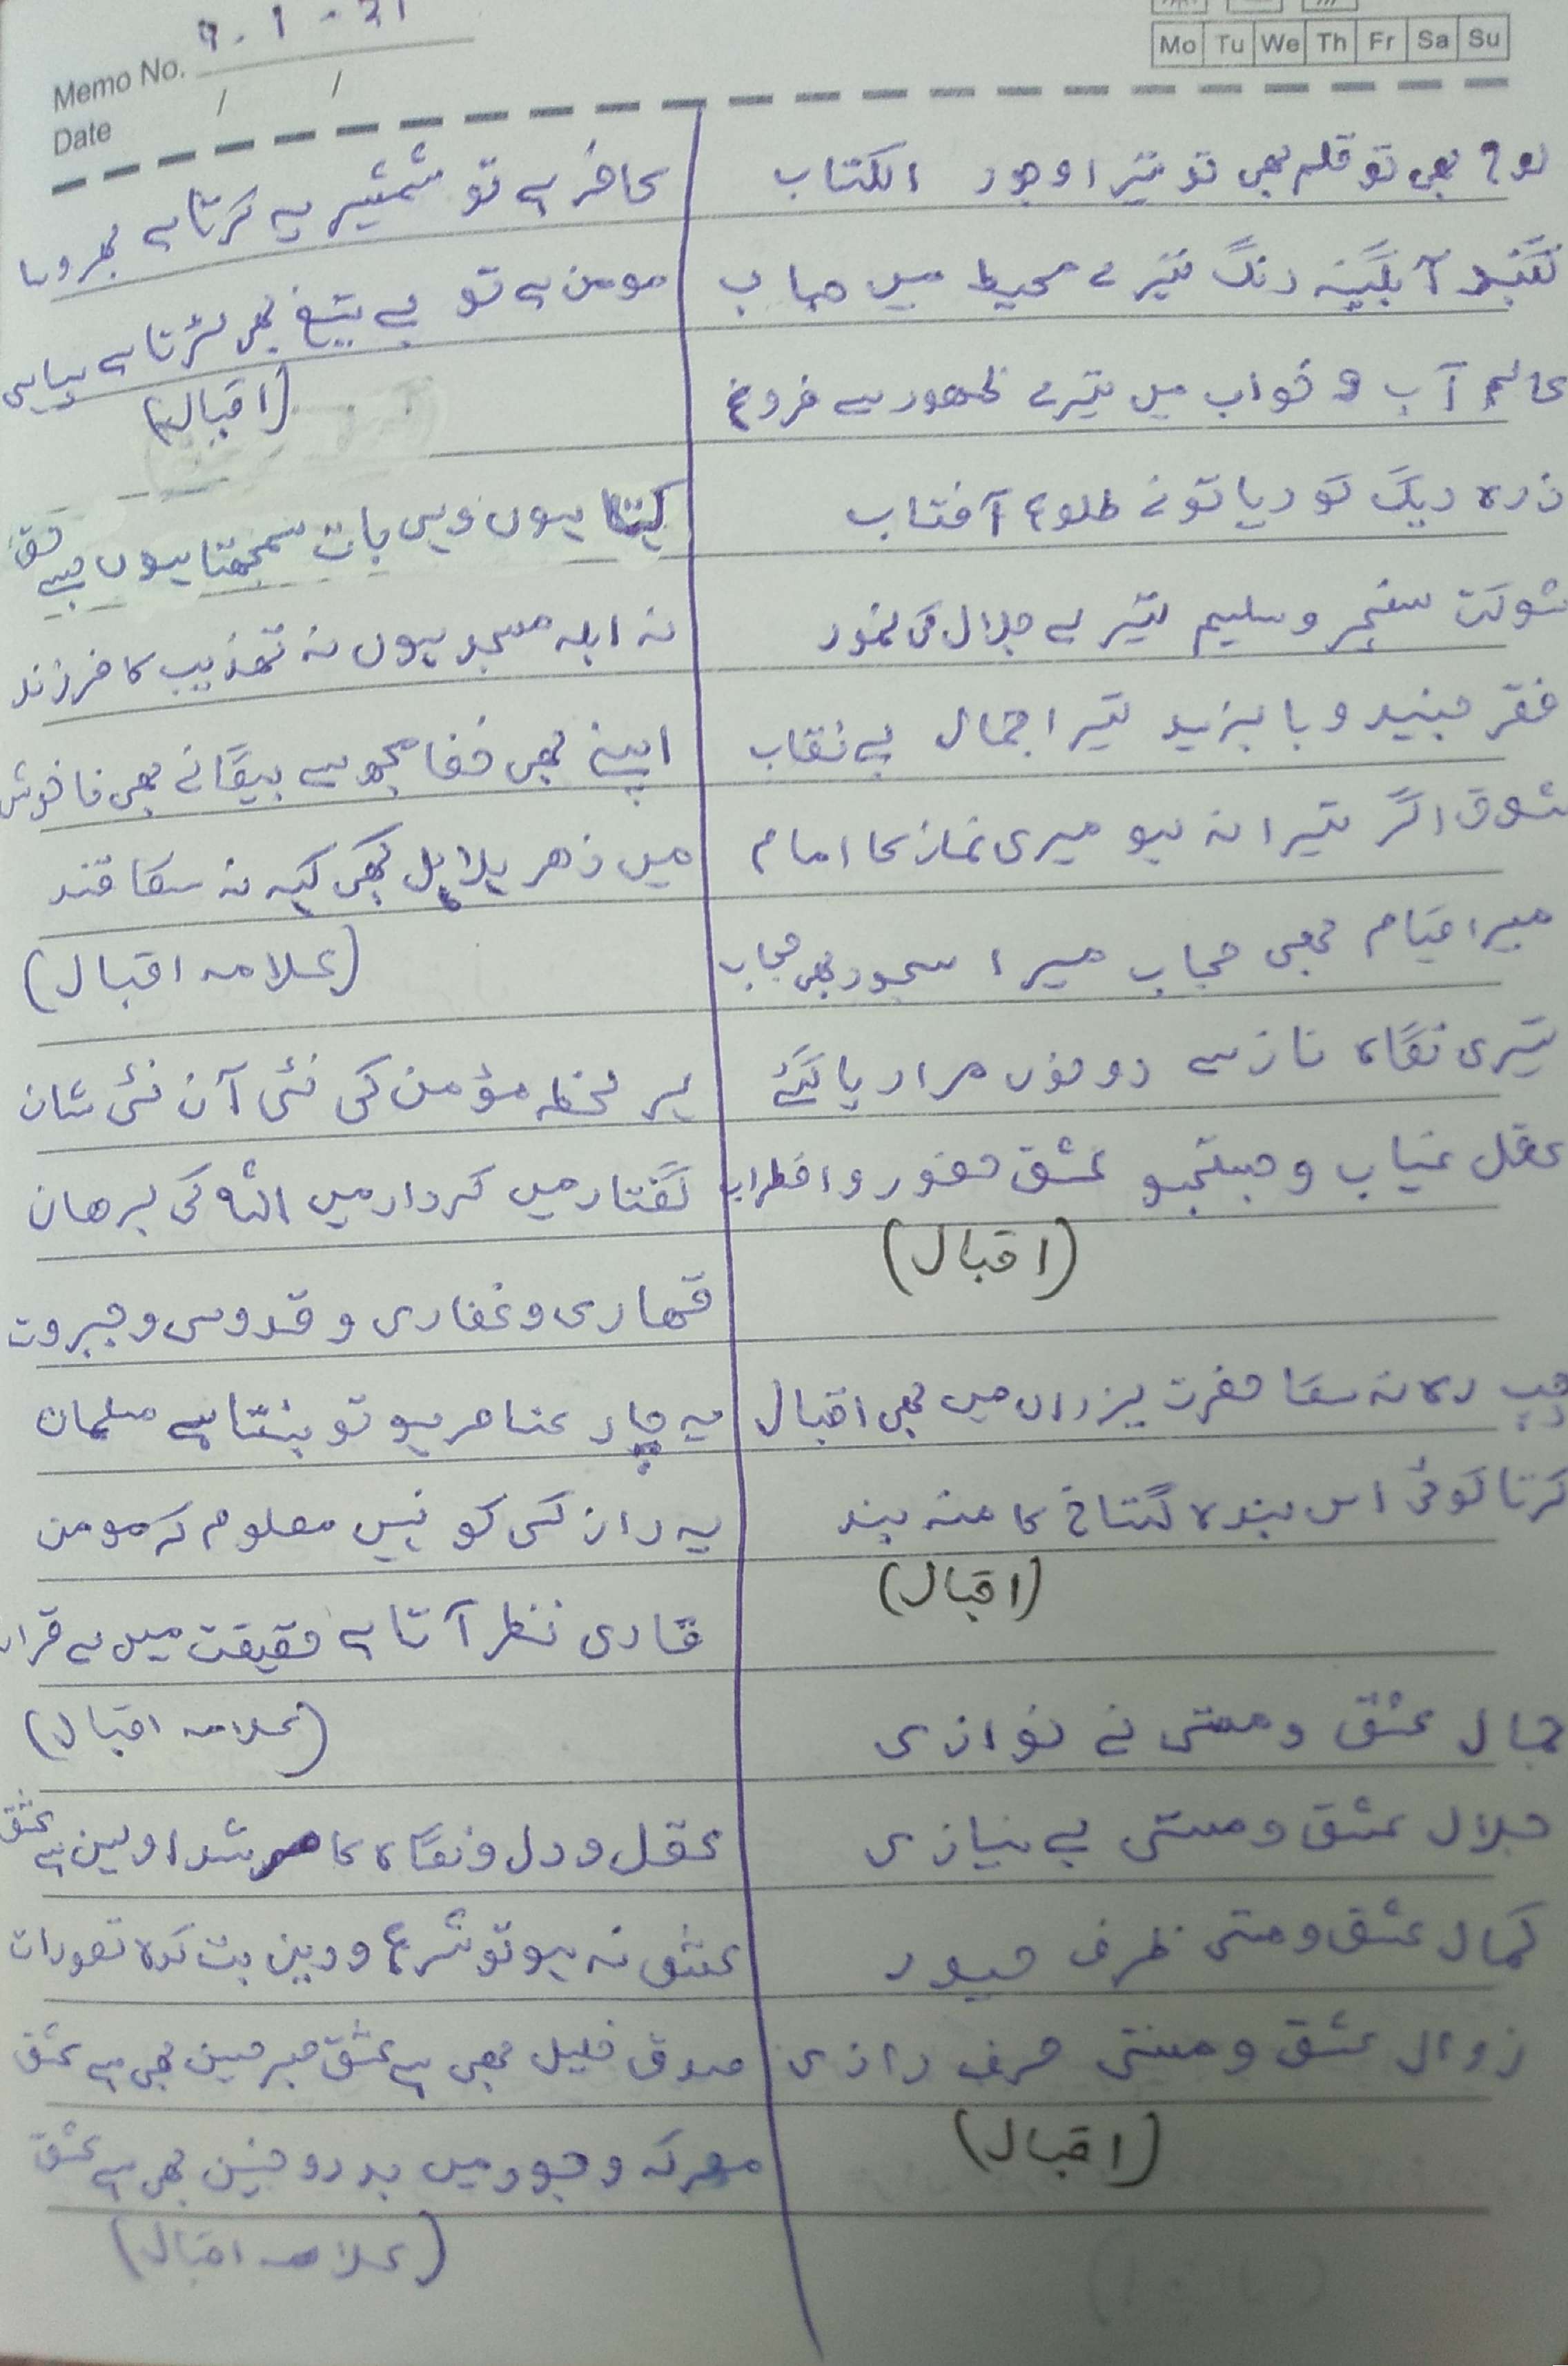 Memo No. 9-1-21
Date / /
Mo Tu We Th Fr Sa Su
لوح بھی تو قلم بھی تو تیرا وجود الکتاب
گنبد آبگینہ رنگ تیرے محیط میں حباب
عالم آب و خواب میں تیرے ظہور سے فروغ
ذرہ ریگ کو دیا تو نے طلوع آفتاب
شوکت سنجر و سلیم تیرے جلال کی نمود
فقر جنید و بایزید تیرا جمال بے نقاب
شوق اگر تیرا نہ ہو میری نماز کا امام
میرا قیام بھی حجاب میرا سجود بھی حجاب
تیری نگاہ ناز سے دونوں مراد پا گئے
عقل غیاب و جستجو عشق حضور و اضطراب
(اقبال)
چپ رہ نہ سکا حضرت یزداں میں بھی اقبال
کرتا کوئی اس بندہ گستاخ کا منہ بند
(اقبال)
جمال عشق و مستی نے نوازی
جلال عشق و مستی بے نیازی
کمال عشق و مستی ظرف حیدر
زوال عشق و مستی حرف رازی
(اقبال)
کافر ہے تو شمشیر پہ کرتا ہے بھروسا
مومن ہے تو بے تیغ بھی لڑتا ہے سپاہی
(اقبال)
کہتا ہوں وہی بات سمجھتا ہوں جسے حق
نہ ابلہ مسجد ہوں نہ تہذیب کا فرزند
اپنے بھی خفا مجھ سے بیگانے بھی ناخوش
میں زھر ہلاہل کبھی کہہ نہ سکا قند
(علامہ اقبال)
ہر لحظہ مؤمن کی نئی آن نئی شان
گفتار میں کردار میں اللہ کی برھان
قہاری و غفاری و قدوسی و جبروت
یہ چار عناصر ہو تو بنتا ہے مسلمان
یہ راز کسی کو نہیں معلوم کہ مومن
قاری نظر آتا ہے حقیقت میں ہے قرآن
(علامہ اقبال)
عقل و دل و نگاہ کا مرشد اولین ہے عشق
عشق نہ ہو تو شرع و دین بت کدہ تصورات
صدق خلیل بھی ہے عشق صبر حسین بھی ہے عشق
معرکہ وجود میں بدر و حنین بھی ہے عشق
(علامہ اقبال)